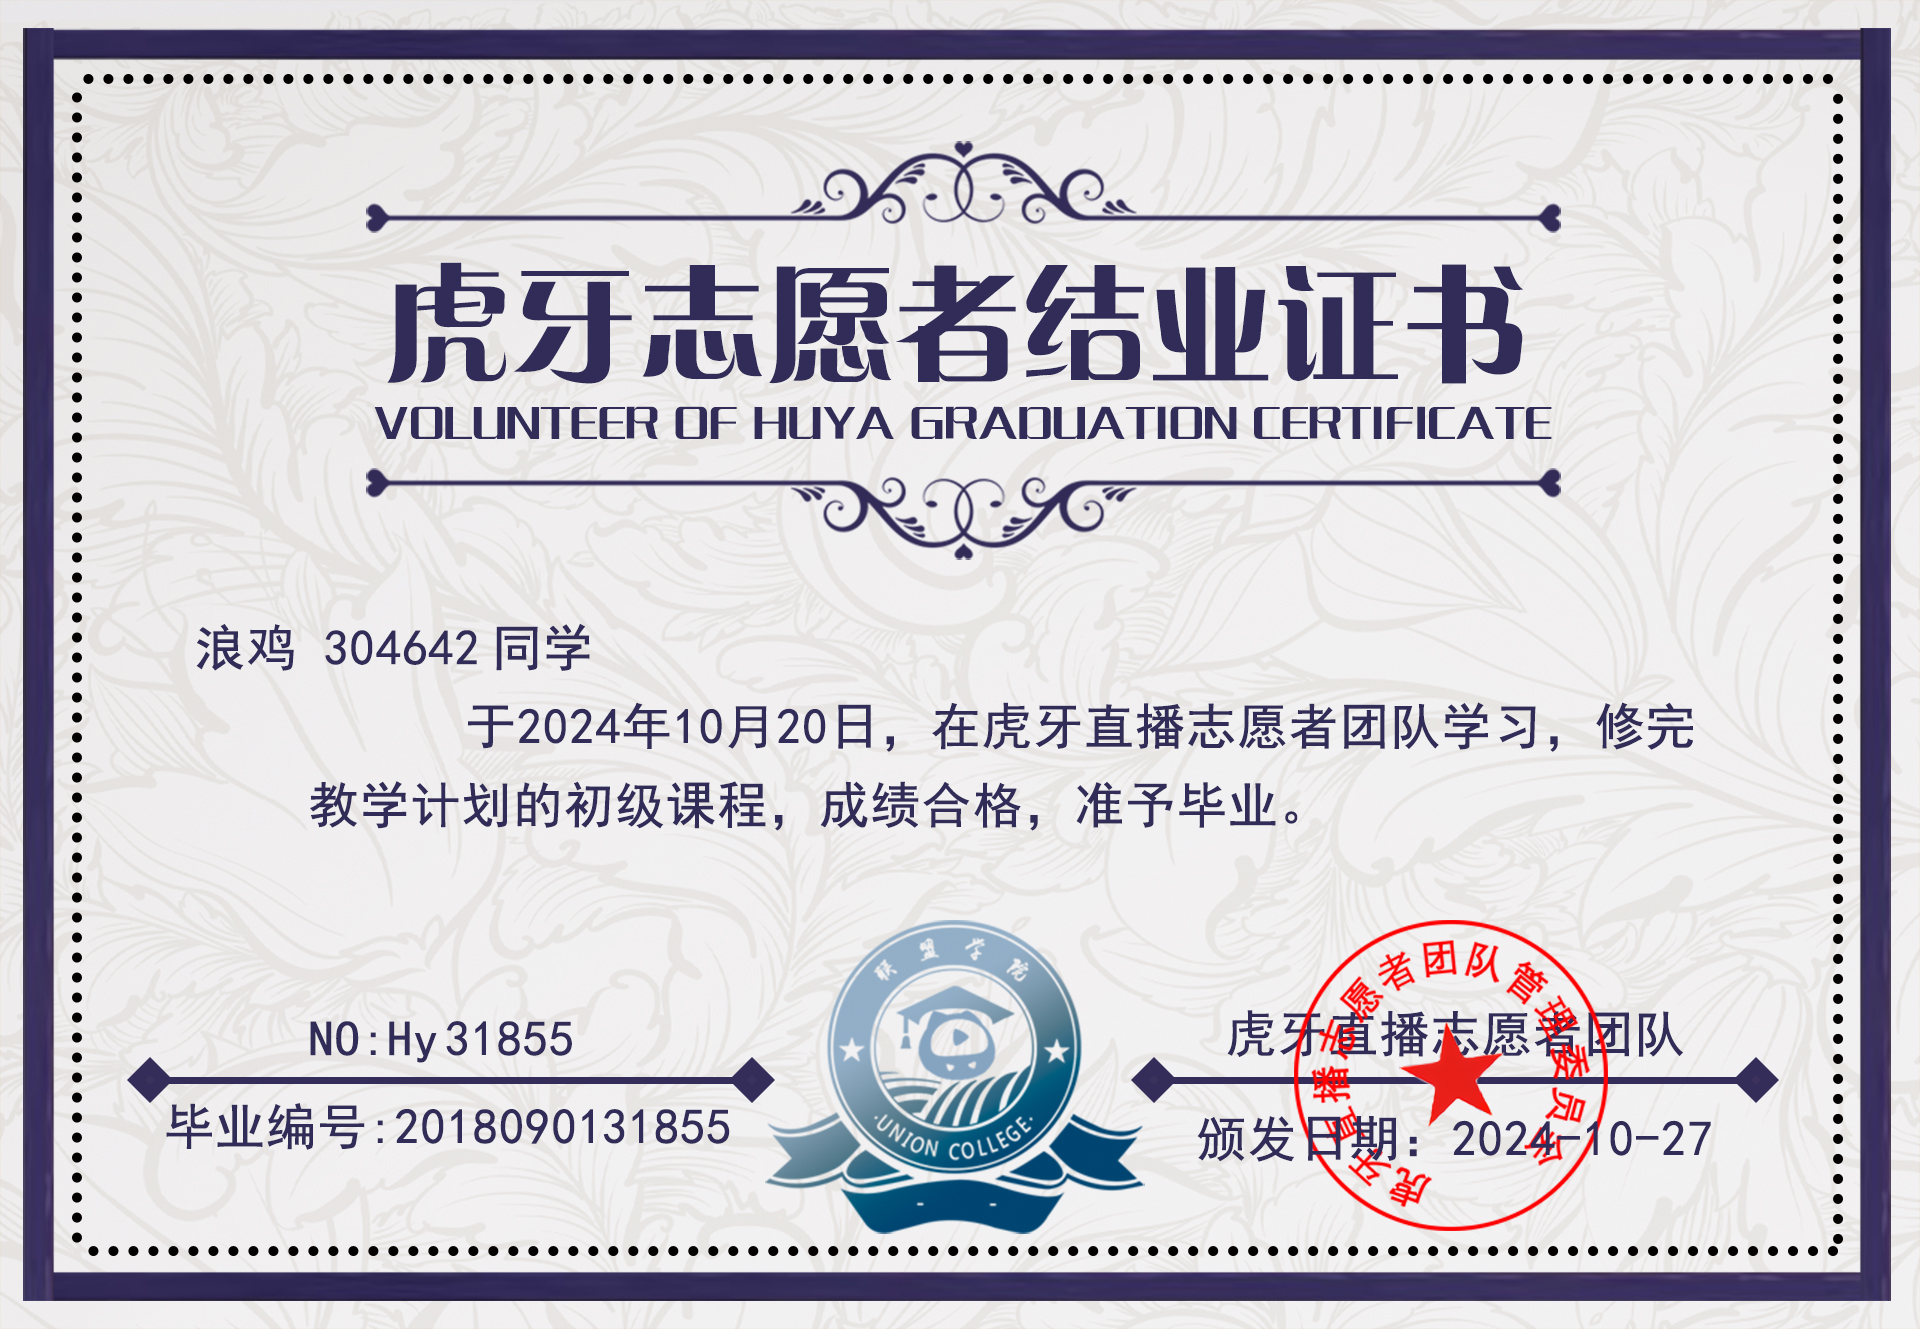 虎牙志愿者结业证书
VOLUNTEER OF HUYA GRADUATION CERTIFICATE
浪鸡 304642 同学
于2024年10月20日，在虎牙直播志愿者团队学习，修完
教学计划的初级课程，成绩合格，准予毕业。
NO:Hy31855
毕业编号:2018090131855
联盟学院
·UNION COLLEGE·
虎牙直播志愿者团队
颁发日期：2024-10-27
虎牙直播志愿者团队管理委员会